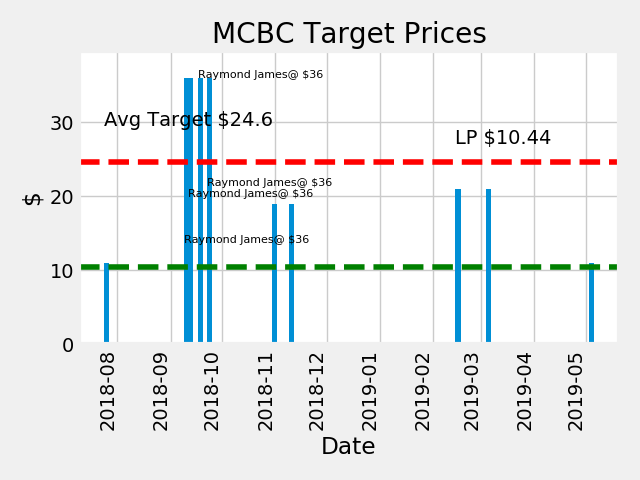 MCBC Target Prices
Raymond James@ $36
Avg Target $24.6
LP $10.44
Raymond James@ $36
Raymond James@ $36
Raymond James@ $36
$
30
20
10
0
2018-08
2018-09
2018-10
2018-11
2018-12
2019-01
2019-02
2019-03
2019-04
2019-05
Date